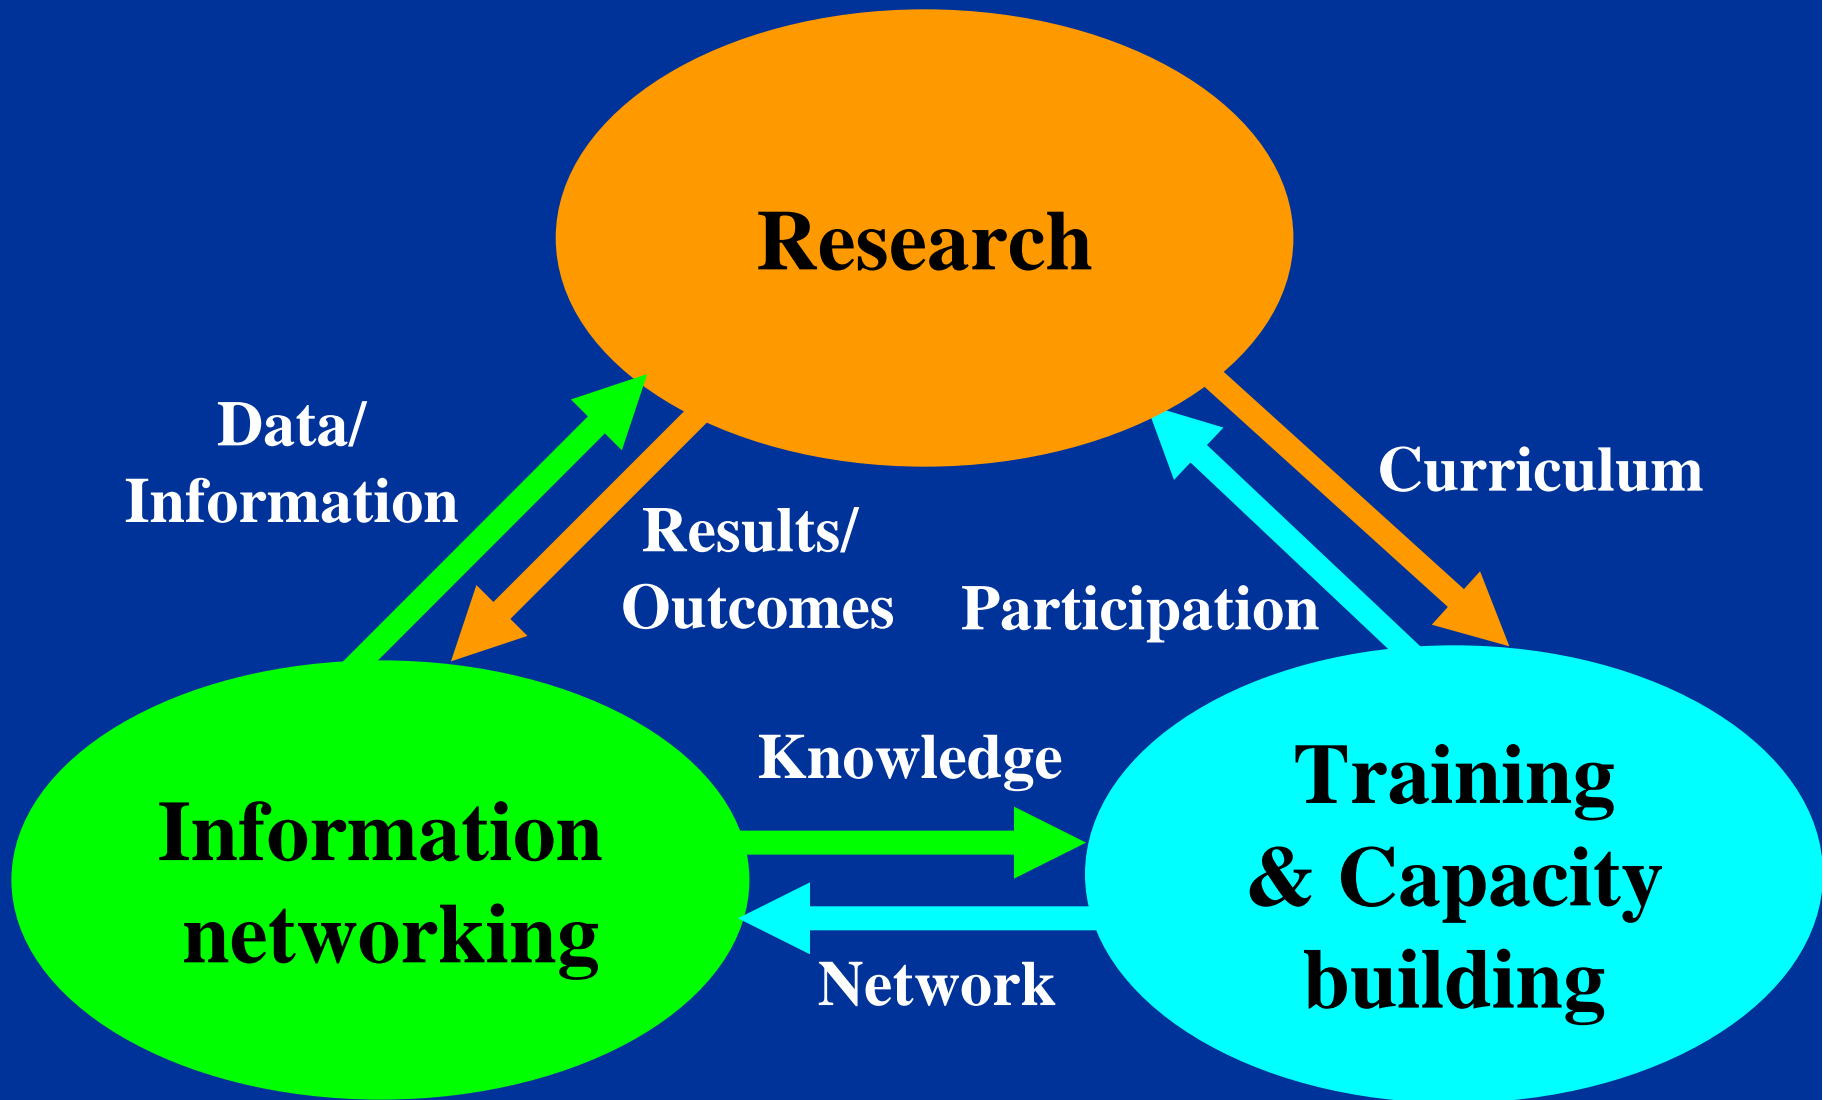 Research
Data/
Information
Results/
Outcomes
Participation
Curriculum
Knowledge
Information
networking
Training
& Capacity
building
Network